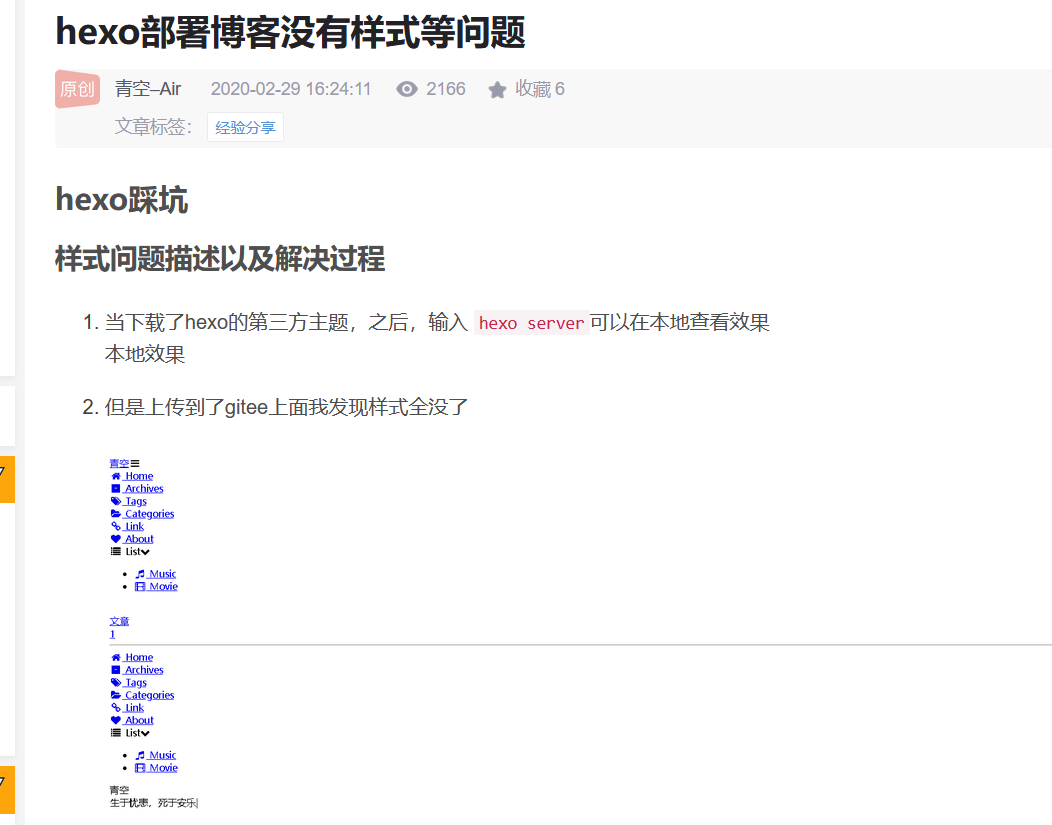 hexo部署博客没有样式等问题
原创 青空–Air 2020-02-29 16:24:11 2166 收藏 6
文章标签： 经验分享
hexo踩坑
样式问题描述以及解决过程
1. 当下载了hexo的第三方主题，之后，输入 hexo server 可以在本地查看效果
本地效果
2. 但是上传到了gitee上面我发现样式全没了
青空
Home
Archives
Tags
Categories
Link
About
List
Music
Movie
文章
1
Home
Archives
Tags
Categories
Link
About
List
Music
Movie
青空
生于忧患，死于安乐|